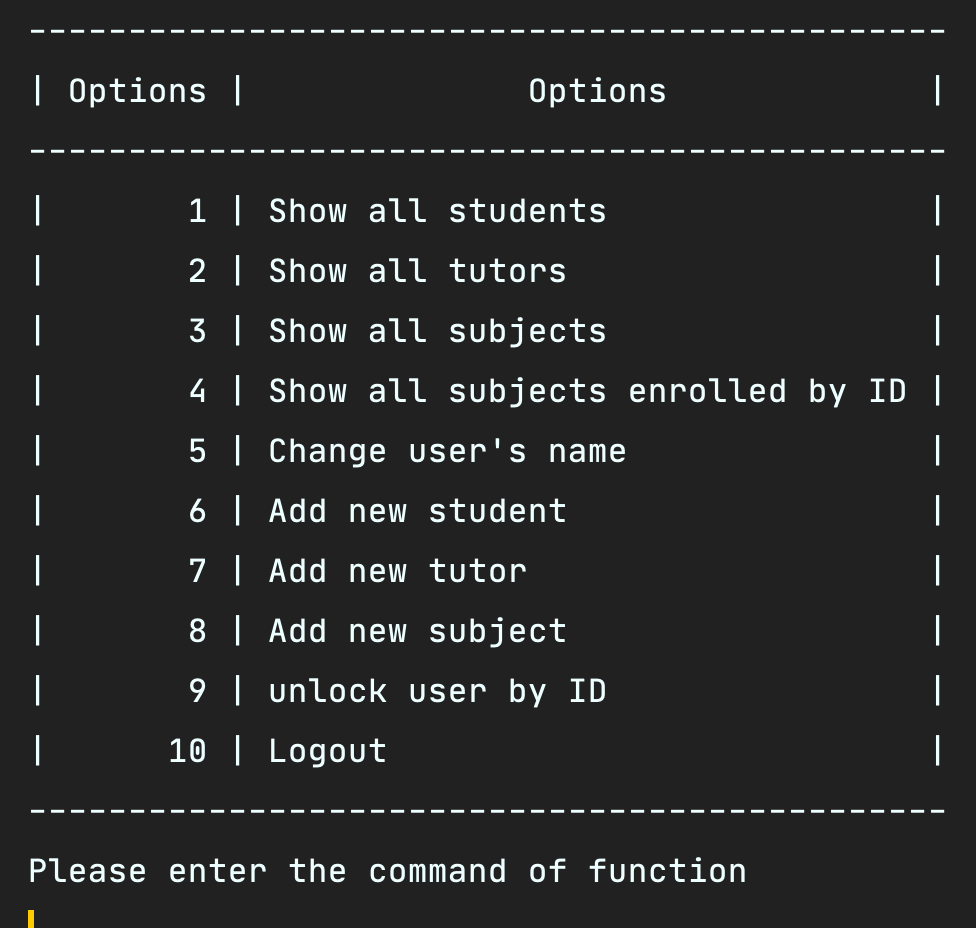 ----------------------------------------------
| Options |              Options             |
----------------------------------------------
|       1 | Show all students                |
|       2 | Show all tutors                  |
|       3 | Show all subjects                |
|       4 | Show all subjects enrolled by ID |
|       5 | Change user's name               |
|       6 | Add new student                  |
|       7 | Add new tutor                    |
|       8 | Add new subject                  |
|       9 | unlock user by ID                |
|      10 | Logout                           |
----------------------------------------------
Please enter the command of function